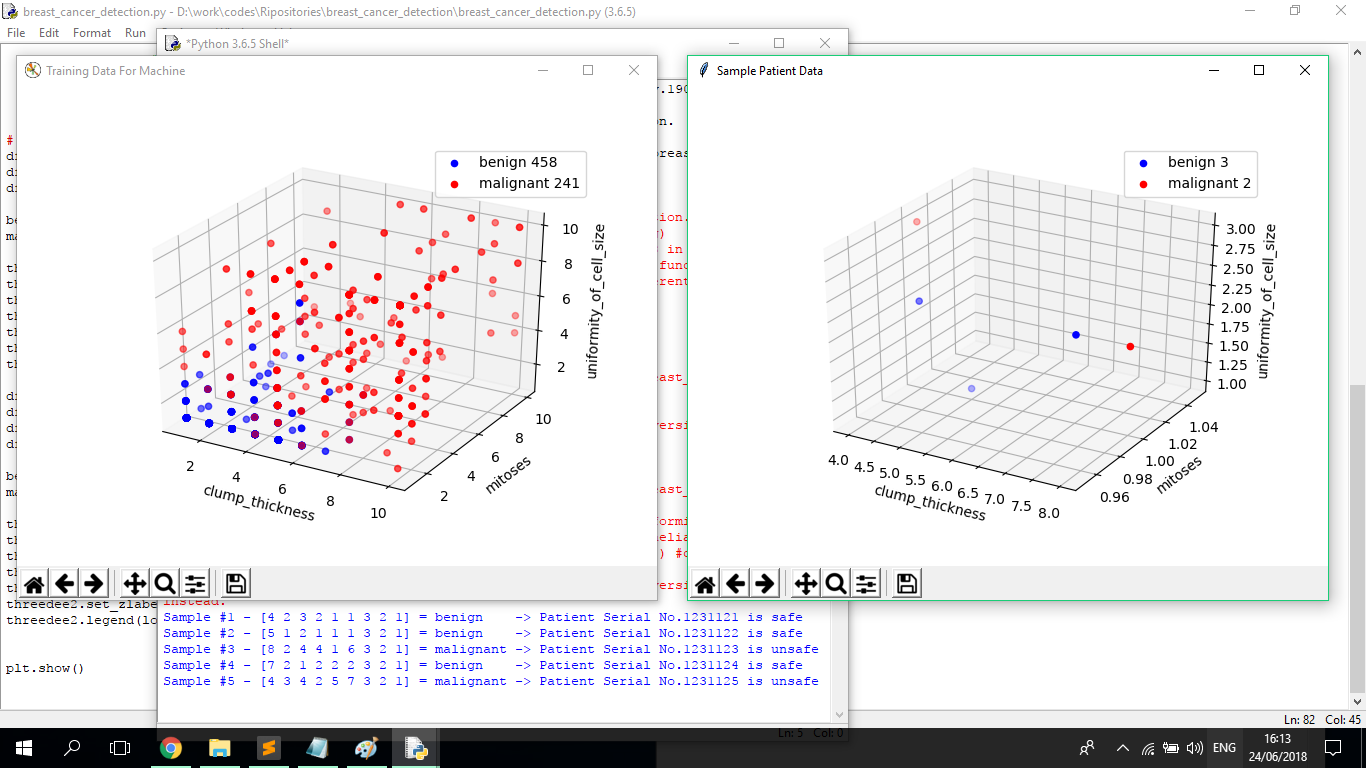 breast_cancer_detection.py - D:\work\codes\Ripositories\breast_cancer_detection\breast_cancer_detection.py (3.6.5)
File Edit Format Run
*Python 3.6.5 Shell*
Training Data For Machine
benign 458
malignant 241
10
8
6
4
2
uniformity_of_cell_size
2
4
6
8
10
clump_thickness
2
4
6
8
10
mitoses
Sample Patient Data
benign 3
malignant 2
3.00
2.75
2.50
2.25
2.00
1.75
1.50
1.25
1.00
uniformity_of_cell_size
4.0
4.5
5.0
5.5
6.0
6.5
7.0
7.5
8.0
clump_thickness
0.96
0.98
1.00
1.02
1.04
mitoses
threedee2.set_zlabe
threedee2.legend(lo
plt.show()
instead.
Sample #1 - [4 2 3 2 1 1 3 2 1] = benign -> Patient Serial No.1231121 is safe
Sample #2 - [5 1 2 1 1 1 3 2 1] = benign -> Patient Serial No.1231122 is safe
Sample #3 - [8 2 4 4 1 6 3 2 1] = malignant -> Patient Serial No.1231123 is unsafe
Sample #4 - [7 2 1 2 2 2 3 2 1] = benign -> Patient Serial No.1231124 is safe
Sample #5 - [4 3 4 2 5 7 3 2 1] = malignant -> Patient Serial No.1231125 is unsafe
Ln: 5 Col: 0
Ln: 82 Col: 45
ENG
16:13
24/06/2018